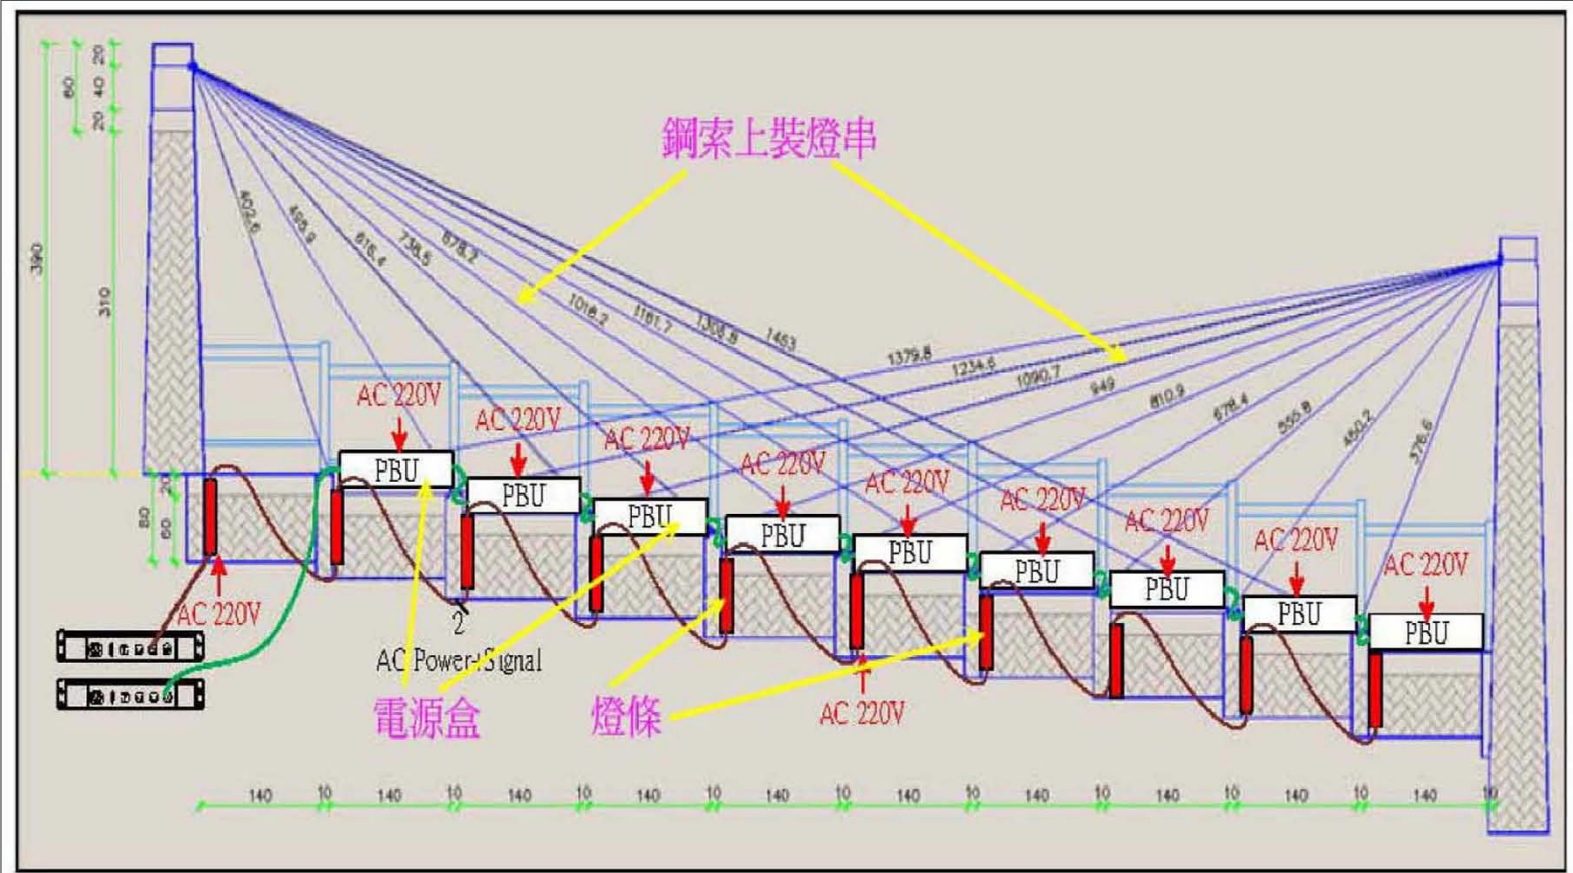 20
40
20
60
390
310
鋼索上裝燈串
402.6
495.9
615.4
738.5
878.2
1016.2
1161.7
1305.8
1453
1379.8
1234.6
1090.7
949
810.9
678.4
555.8
450.2
376.6
AC 220V
AC 220V
AC 220V
AC 220V
AC 220V
AC 220V
AC 220V
AC 220V
AC 220V
PBU
PBU
PBU
PBU
PBU
PBU
PBU
PBU
PBU
20
80
60
AC 220V
2
AC Power+Signal
電源盒
燈條
AC 220V
140 10 140 10 140 10 140 10 140 10 140 10 140 10 140 10 140 10 140 10